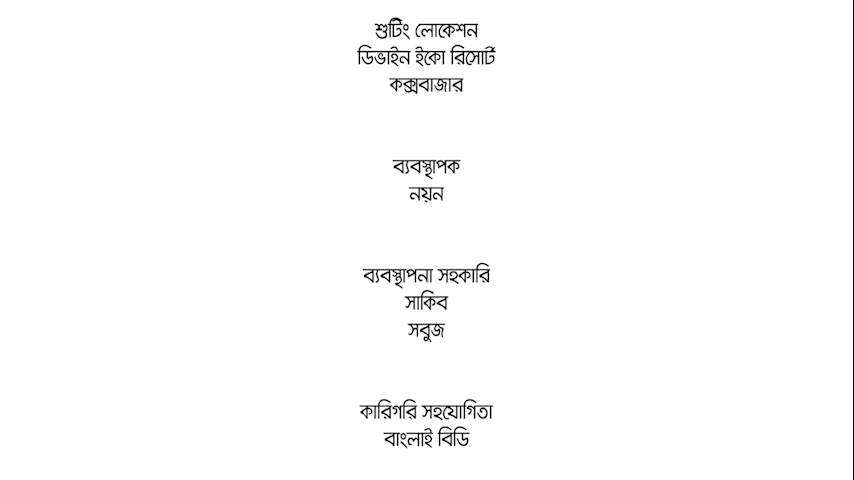 শুটিং লোকেশন
ডিভাইন ইকো রিসোর্ট
কক্সবাজার
ব্যবস্থাপক
নয়ন
ব্যবস্থাপনা সহকারি
সাকিব
সবুজ
কারিগরি সহযোগিতা
বাংলাই বিডি